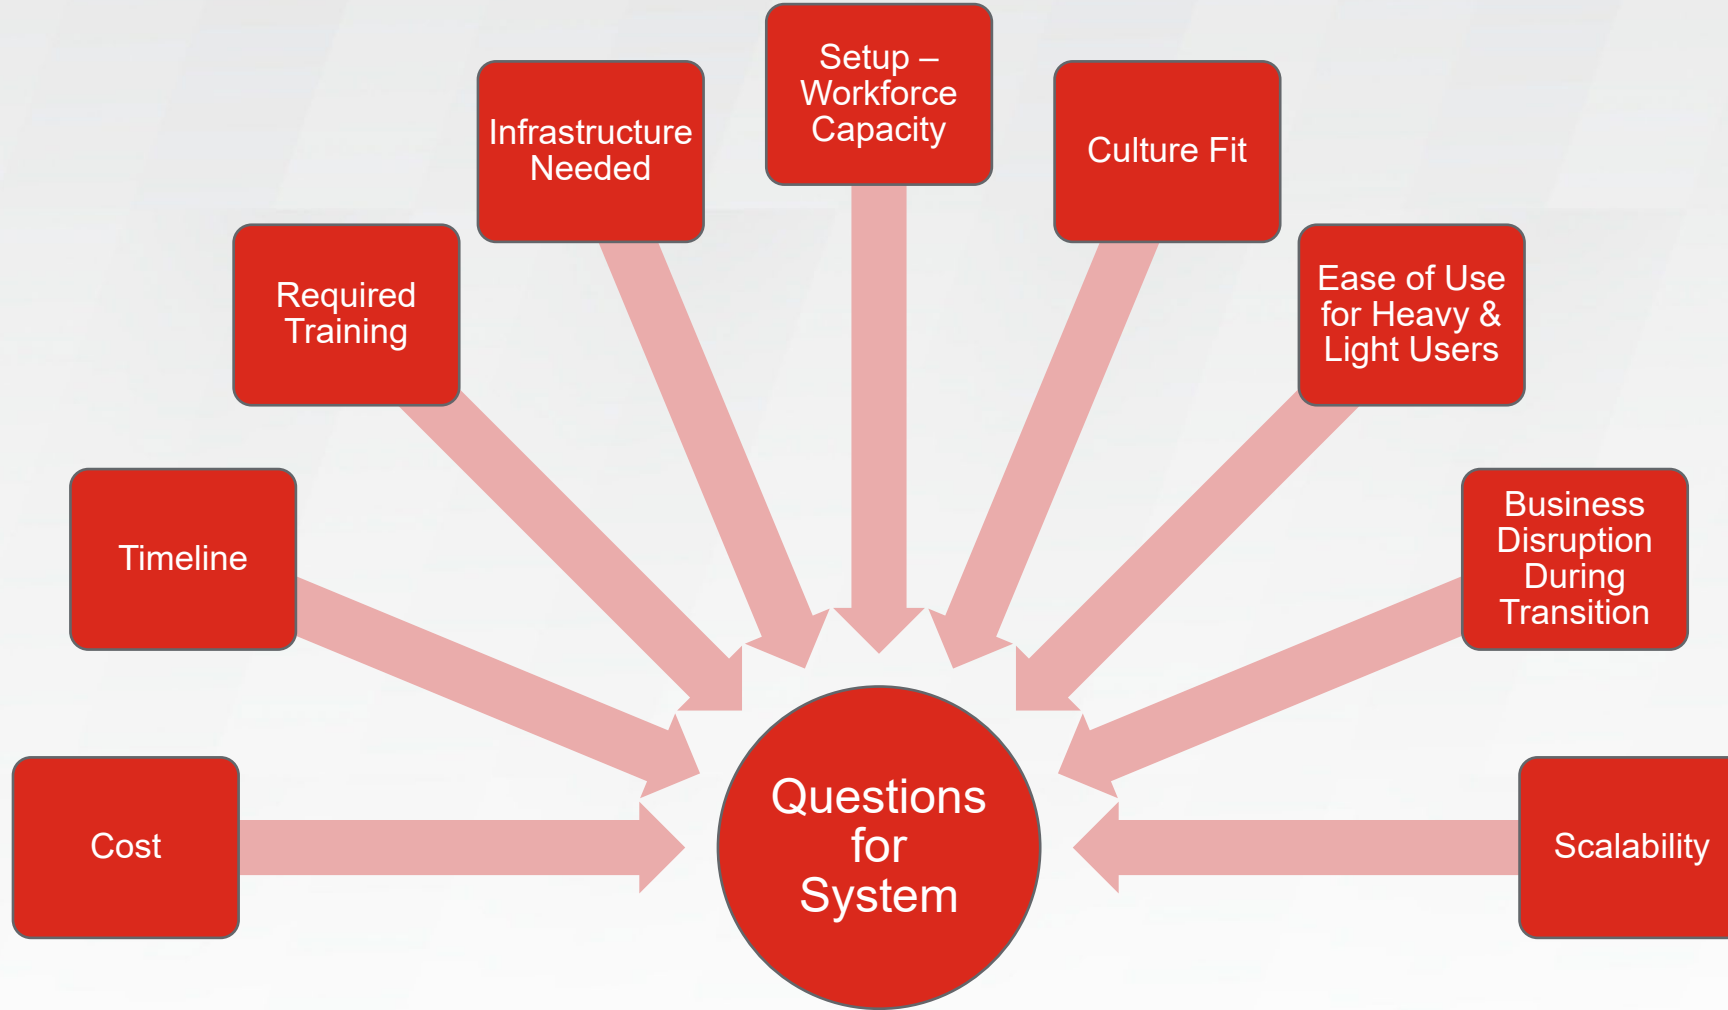 Setup –
Workforce
Capacity
Infrastructure
Needed
Culture Fit
Required
Training
Ease of Use
for Heavy &
Light Users
Timeline
Business
Disruption
During
Transition
Cost
Questions
for
System
Scalability